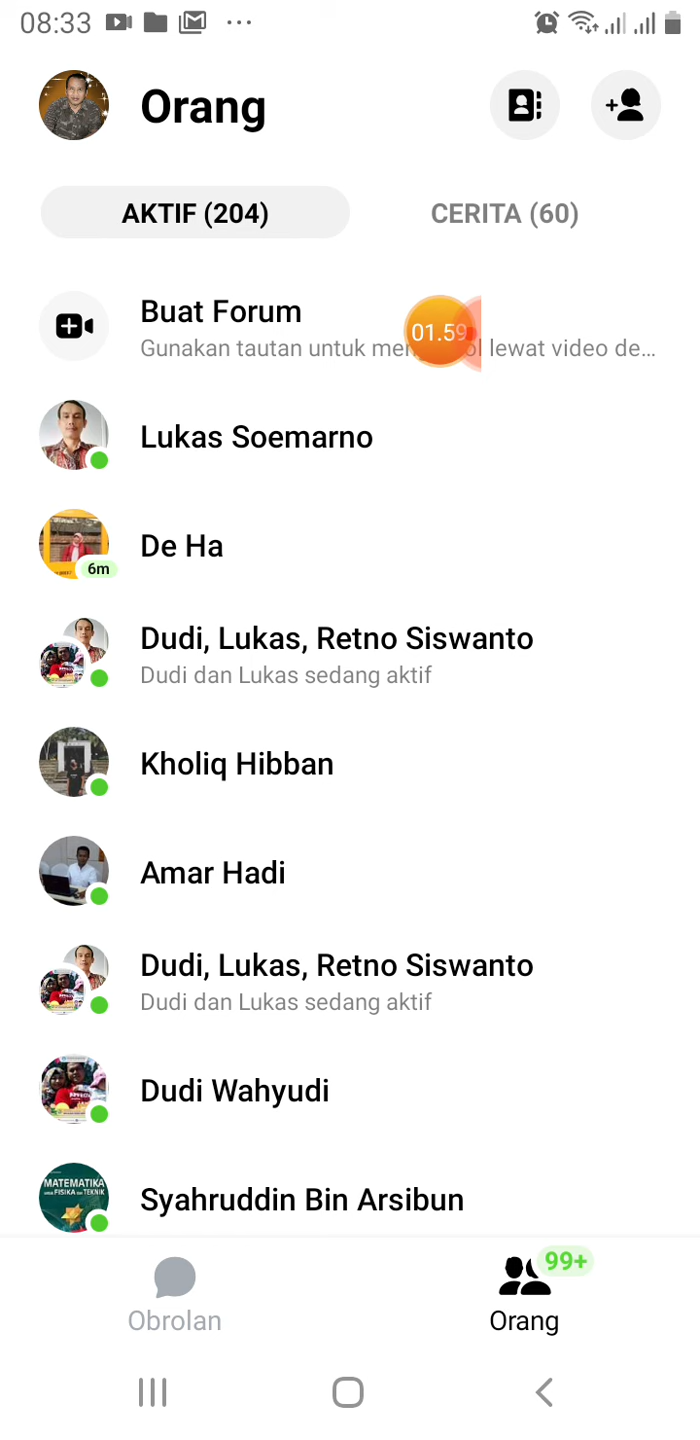 08:33
Orang
AKTIF (204)
CERITA (60)
Buat Forum
01.59
Gunakan tautan untuk lewat video de...
Lukas Soemarno
De Ha
6m
Dudi, Lukas, Retno Siswanto
Dudi dan Lukas sedang aktif
Kholiq Hibban
Amar Hadi
Dudi, Lukas, Retno Siswanto
Dudi dan Lukas sedang aktif
Dudi Wahyudi
MATEMATIKA
FISIKA TEKNIK
Syahruddin Bin Arsibun
99+
Obrolan
Orang